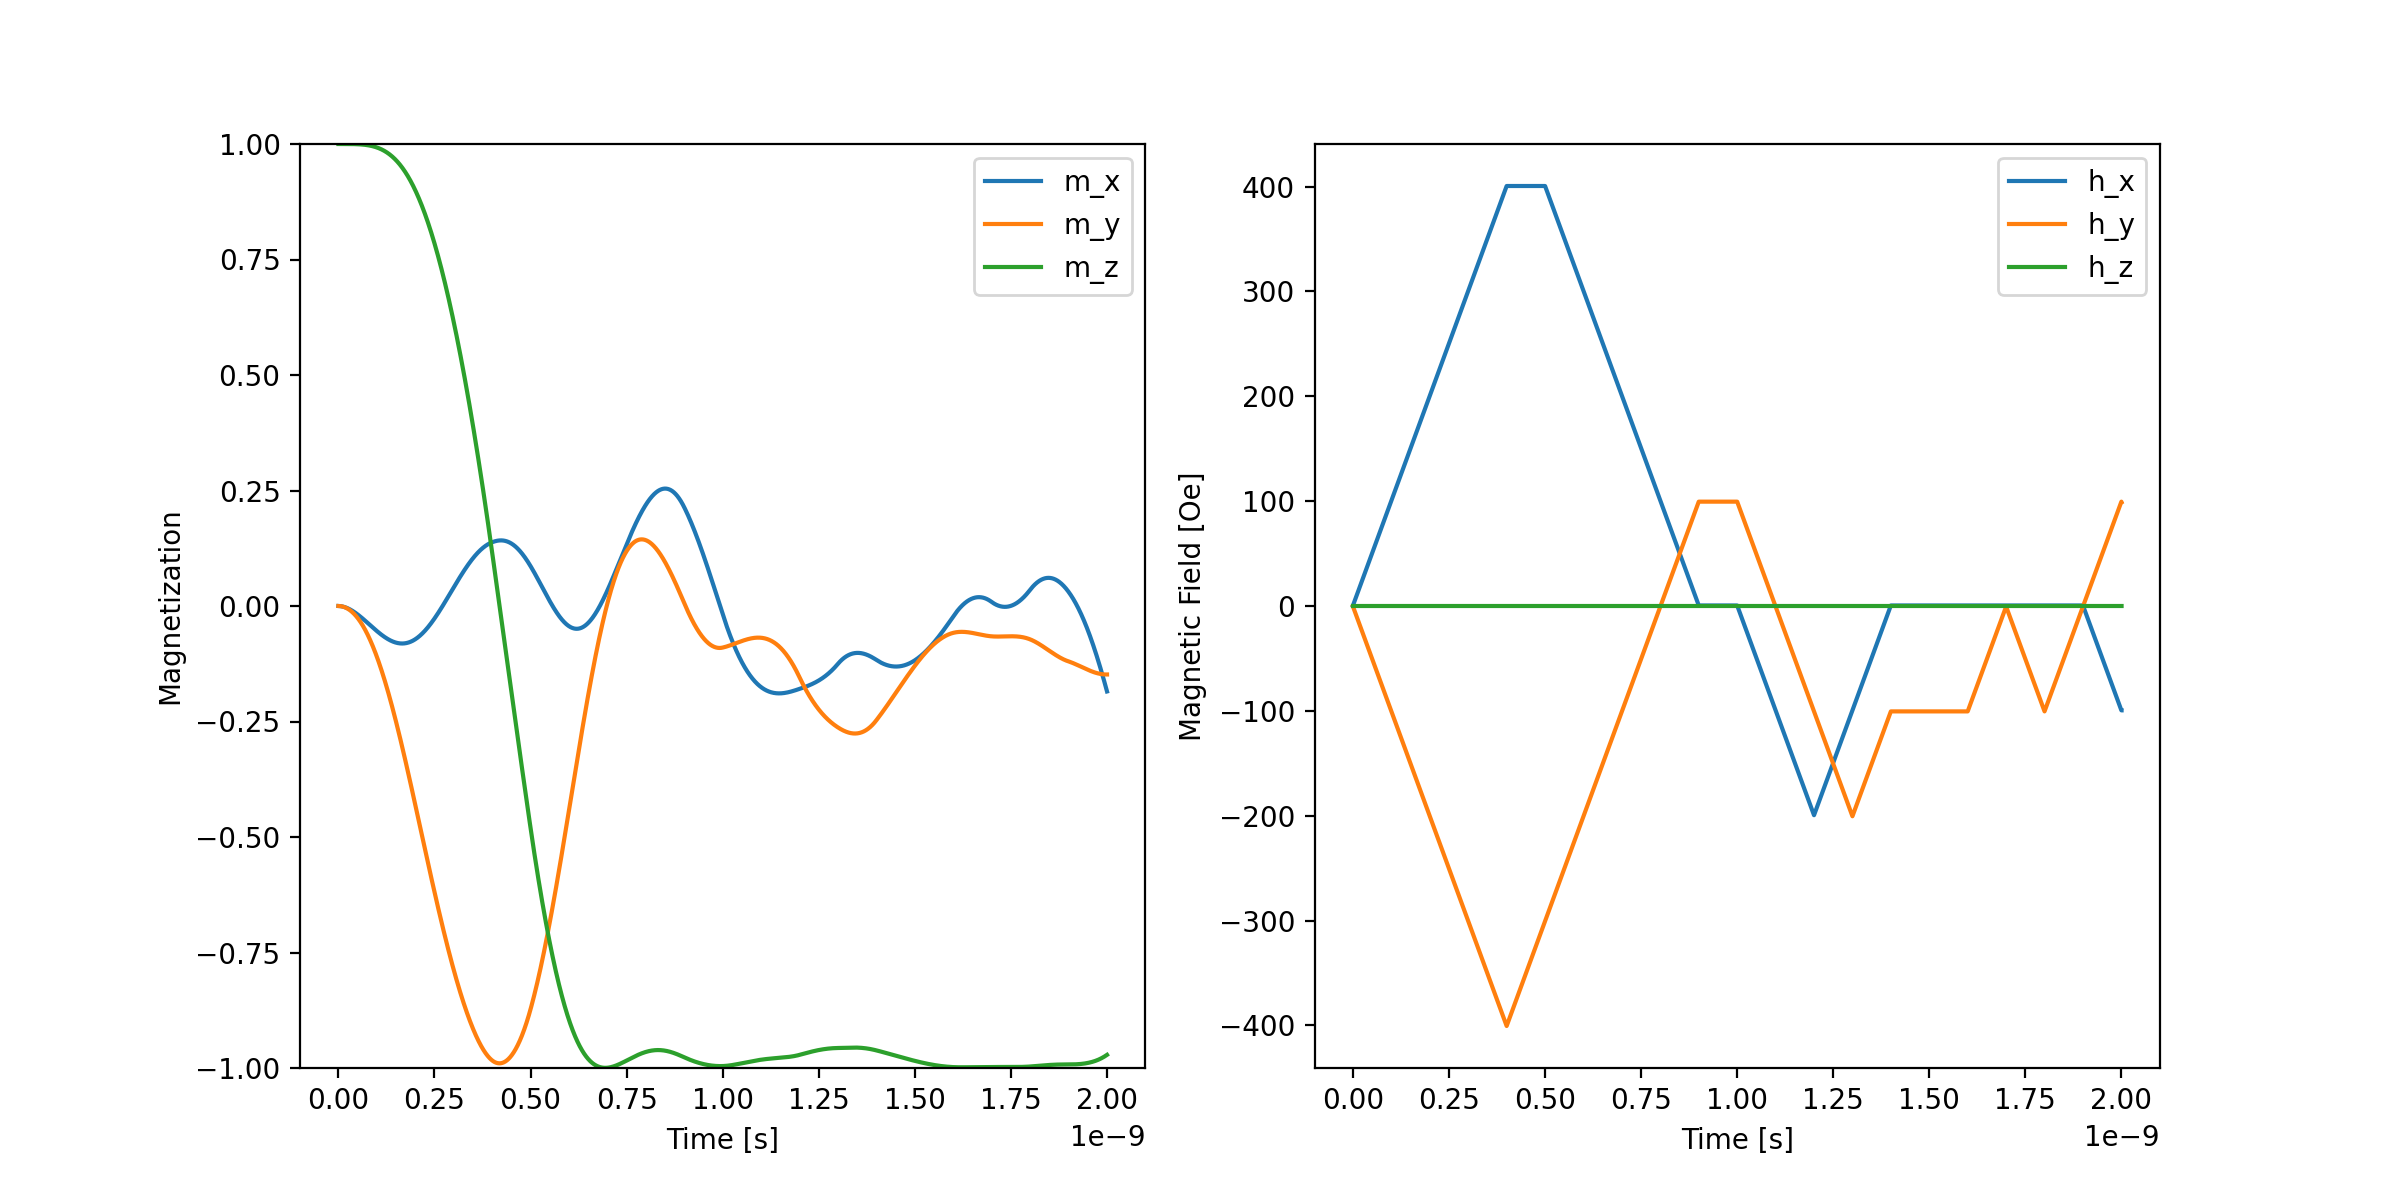 Magnetization
1.00
0.75
0.50
0.25
0.00
−0.25
−0.50
−0.75
−1.00
m_x
m_y
m_z
0.00 0.25 0.50 0.75 1.00 1.25 1.50 1.75 2.00
Time [s]
1e−9
Magnetic Field [Oe]
400
300
200
100
0
−100
−200
−300
−400
h_x
h_y
h_z
0.00 0.25 0.50 0.75 1.00 1.25 1.50 1.75 2.00
Time [s]
1e−9